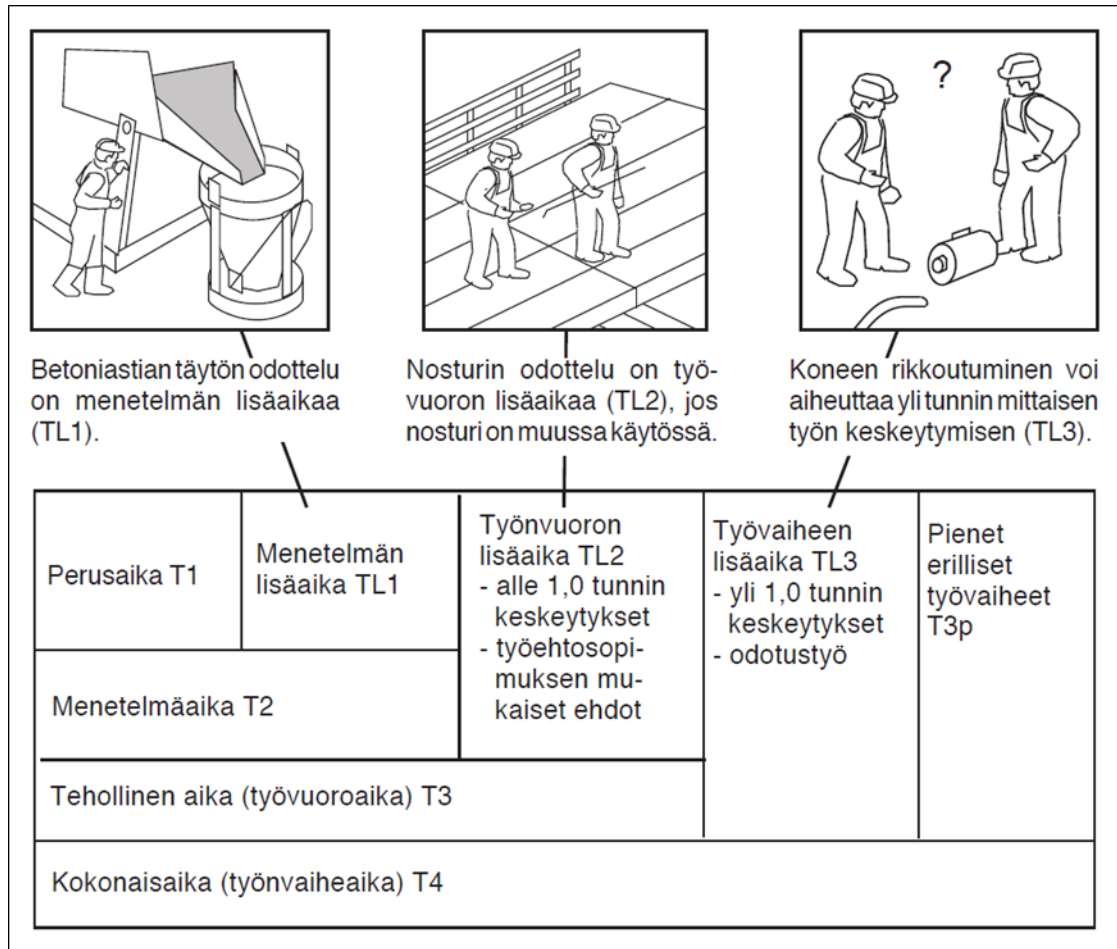 ?
Betoniastian täytön odottelu
on menetelmän lisäaikaa
(TL1).
Nosturin odottelu on työ-
vuoron lisäaikaa (TL2), jos
nosturi on muussa käytössä.
Koneen rikkoutuminen voi
aiheuttaa yli tunnin mittaisen
työn keskeytymisen (TL3).
Perusaika T1
Menetelmän
lisäaika TL1
Työnvuoron
lisäaika TL2
- alle 1,0 tunnin
keskeytykset
- työehtosopi-
muksen mu-
kaiset ehdot
Työvaiheen
lisäaika TL3
- yli 1,0 tunnin
keskeytykset
- odotustyö
Pienet
erilliset
työvaiheet
T3p
Menetelmäaika T2
Tehollinen aika (työvuoroaika) T3
Kokonaisaika (työnvaiheaika) T4